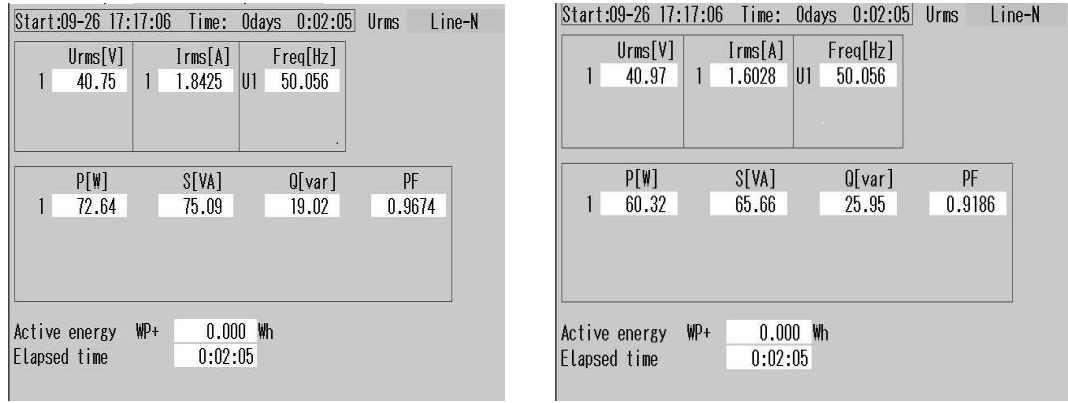 Start:09-26 17:17:06 Time: 0days 0:02:05 Urms Line-N
Urms[V] Irms[A] Freq[Hz]
1 40.75 1 1.8425 U1 50.056
P[W] S[VA] Q[var] PF
1 72.64 75.09 19.02 0.9674
Active energy WP+ 0.000 Wh
Elapsed time 0:02:05
Start:09-26 17:17:06 Time: 0days 0:02:05 Urms Line-N
Urms[V] Irms[A] Freq[Hz]
1 40.97 1 1.6028 U1 50.056
P[W] S[VA] Q[var] PF
1 60.32 65.66 25.95 0.9186
Active energy WP+ 0.000 Wh
Elapsed time 0:02:05